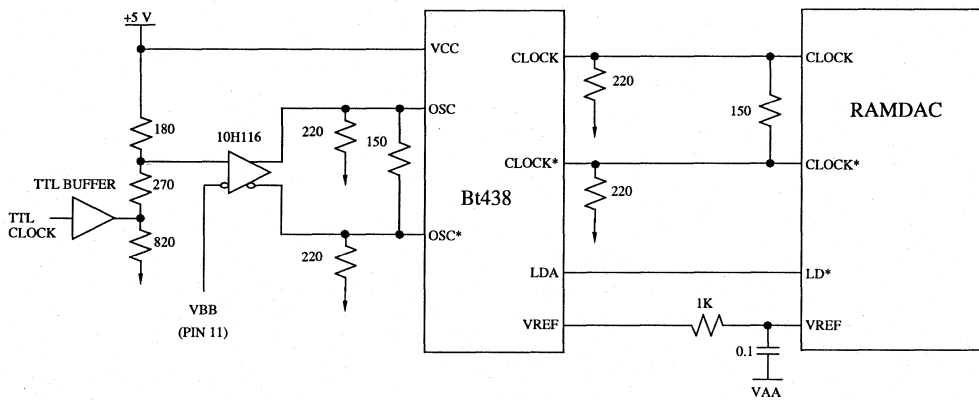 +5 V
VCC
CLOCK
CLOCK
220
RAMDAC
150
180
10H116
OSC
220
150
270
TTL BUFFER
CLOCK*
CLOCK*
Bt438
220
TTL
CLOCK
820
OSC*
220
LDA
LD*
VBB
(PIN 11)
1K
VREF
VREF
0.1
VAA